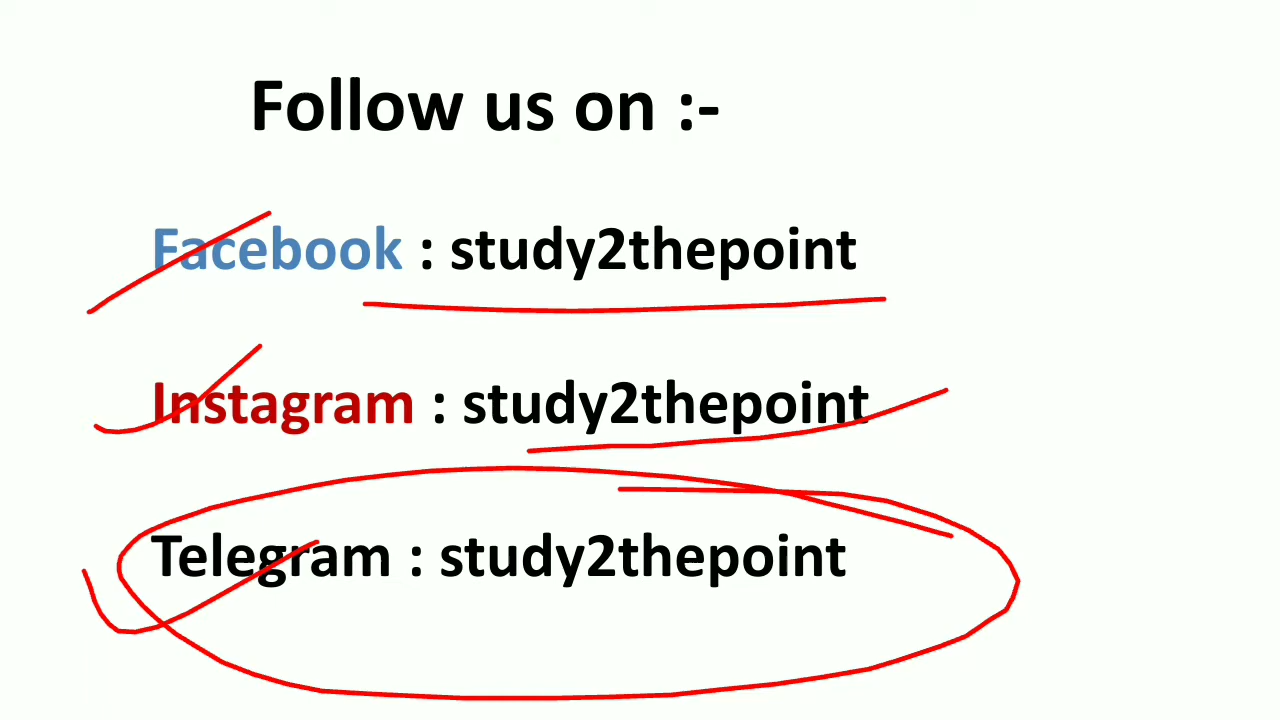 Follow us on :-
Facebook : study2thepoint
Instagram : study2thepoint
Telegram : study2thepoint